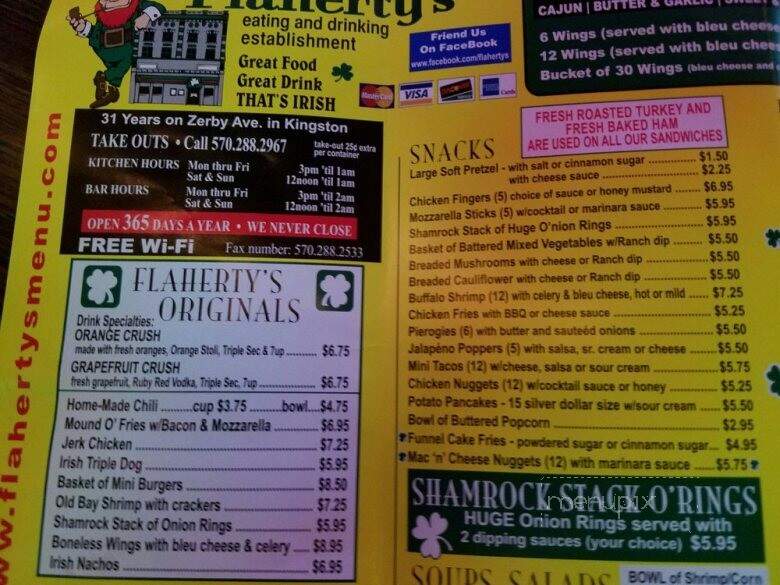 Flaherty's
eating and drinking
establishment
Great Food
Great Drink
THAT'S IRISH
Friend Us
On FaceBook
www.facebook.com/flahertys
MasterCard
VISA
CAJUN | BUTTER & GARLIC |
6 Wings (served with bleu
12 Wings (served with bleu
Bucket of 30 Wings (bleu cheese and
www.flahertysmenu.com
31 Years on Zerby Ave. in Kingston
TAKE OUTS • Call 570.288.2967 take-out 25¢ extra
per container
KITCHEN HOURS Mon thru Fri 3pm 'til 1am
Sat & Sun 12noon 'til 1am
BAR HOURS Mon thru Fri 3pm 'til 2am
Sat & Sun 12noon 'til 2am
OPEN 365 DAYS A YEAR • WE NEVER CLOSE
FREE Wi-Fi Fax number: 570.288.2533
FLAHERTY'S
ORIGINALS
Drink Specialties:
ORANGE CRUSH
made with fresh oranges, Orange Stoli, Triple Sec & 7up .......... $6.75
GRAPEFRUIT CRUSH
fresh grapefruit, Ruby Red Vodka, Triple Sec, 7up .......... $6.75
Home-Made Chili ..........cup $3.75 ..........bowl....$4.75
Mound O' Fries w/Bacon & Mozzarella .......... $6.95
Jerk Chicken .......... $7.25
Irish Triple Dog .......... $5.95
Basket of Mini Burgers .......... $8.50
Old Bay Shrimp with crackers .......... $7.25
Shamrock Stack of Onion Rings .......... $5.95
Boneless Wings with bleu cheese & celery .... $8.95
Irish Nachos .......... $6.95
FRESH ROASTED TURKEY AND
FRESH BAKED HAM
ARE USED ON ALL OUR SANDWICHES
SNACKS
Large Soft Pretzel - with salt or cinnamon sugar .......... $1.50
with cheese sauce .......... $2.25
Chicken Fingers (5) choice of sauce or honey mustard ....... $6.95
Mozzarella Sticks (5) w/cocktail or marinara sauce .......... $5.95
Shamrock Stack of Huge O'nion Rings .......... $5.95
Basket of Battered Mixed Vegetables w/Ranch dip .......... $5.50
Breaded Mushrooms with cheese or Ranch dip .......... $5.50
Breaded Cauliflower with cheese or Ranch dip .......... $5.50
Buffalo Shrimp (12) with celery & bleu cheese, hot or mild ...... $7.25
Chicken Fries with BBQ or cheese sauce .......... $5.25
Pierogies (6) with butter and sauteéd onions .......... $5.50
Jalapéno Poppers (5) with salsa, sr. cream or cheese ........ $5.50
Mini Tacos (12) w/cheese, salsa or sour cream .......... $5.75
Chicken Nuggets (12) w/cocktail sauce or honey .......... $5.25
Potato Pancakes - 15 silver dollar size w/sour cream ....... $5.50
Bowl of Buttered Popcorn .......... $2.95
Funnel Cake Fries - powdered sugar or cinnamon sugar... $4.95
Mac 'n' Cheese Nuggets (12) with marinara sauce ...... $5.75
SHAMROCK STACK O' RINGS
menupix
HUGE Onion Rings served with
2 dipping sauces (your choice) $5.95
SOUPS SALADS
BOWL of Shrimp/Corn